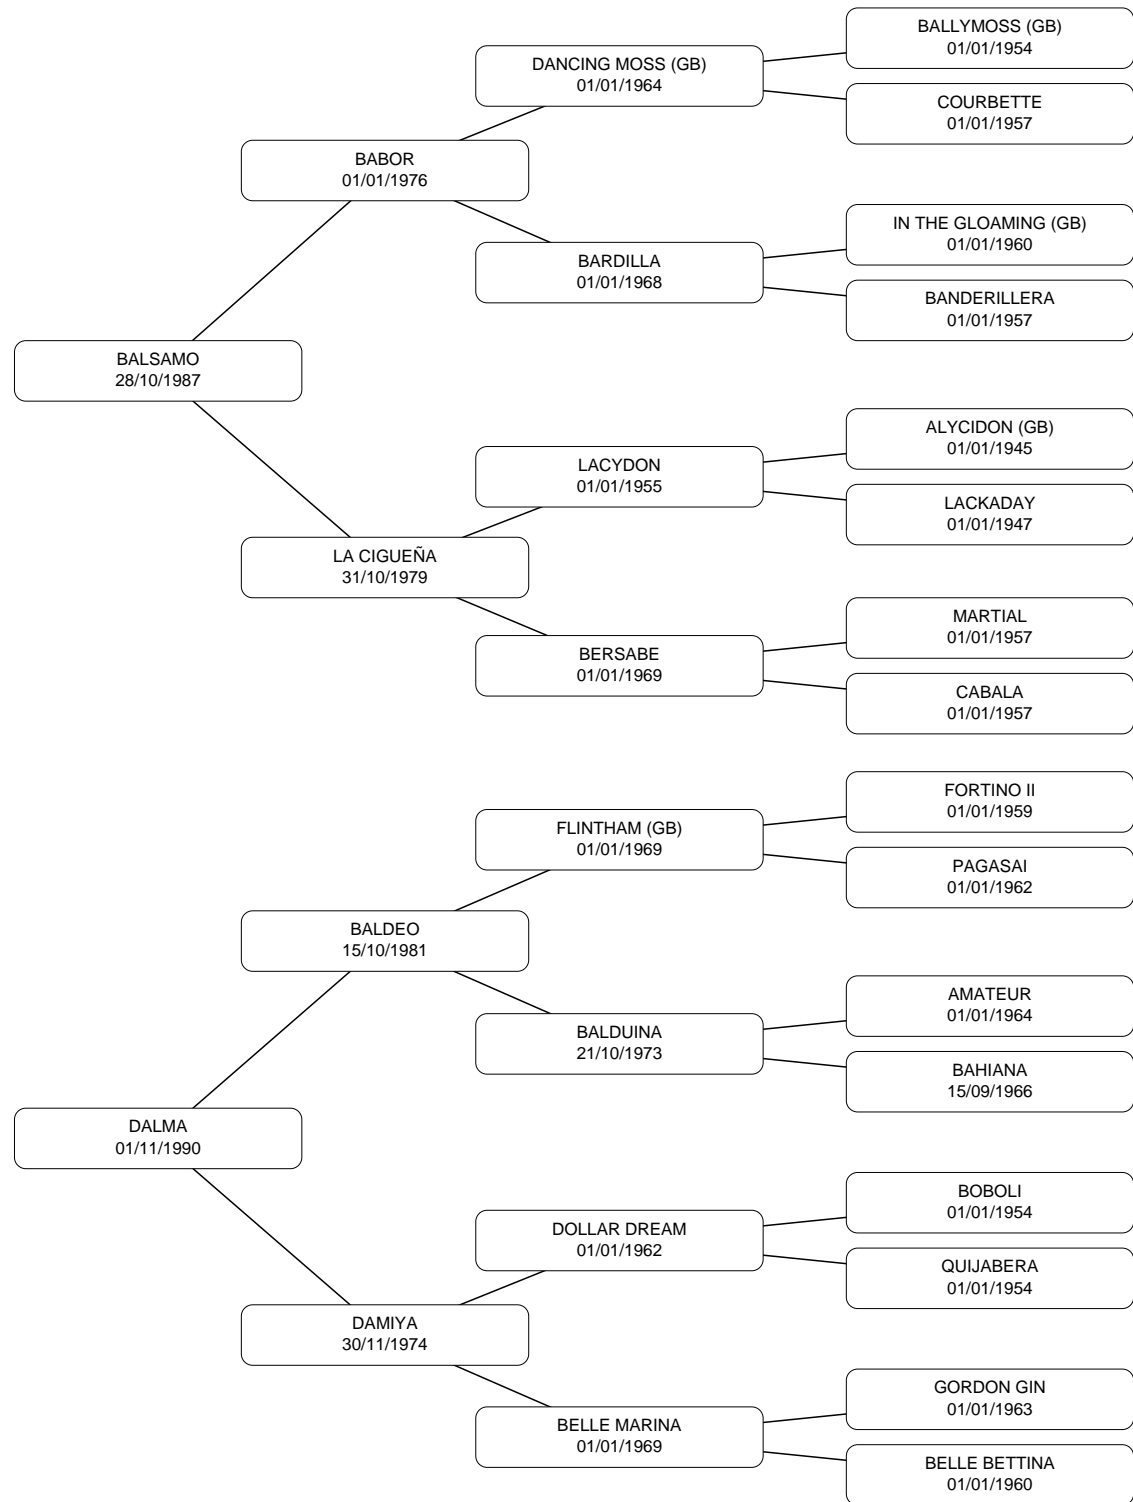 BALLYMOSS (GB)
01/01/1954
DANCING MOSS (GB)
01/01/1964
COURBETTE
01/01/1957
BABOR
01/01/1976
IN THE GLOAMING (GB)
01/01/1960
BARDILLA
01/01/1968
BANDERILLERA
01/01/1957
BALSAMO
28/10/1987
ALYCIDON (GB)
01/01/1945
LACYDON
01/01/1955
LACKADAY
01/01/1947
LA CIGUEÑA
31/10/1979
MARTIAL
01/01/1957
BERSABE
01/01/1969
CABALA
01/01/1957
FORTINO II
01/01/1959
FLINTHAM (GB)
01/01/1969
PAGASAI
01/01/1962
BALDEO
15/10/1981
AMATEUR
01/01/1964
BALDUINA
21/10/1973
BAHIANA
15/09/1966
DALMA
01/11/1990
BOBOLI
01/01/1954
DOLLAR DREAM
01/01/1962
QUIJABERA
01/01/1954
DAMIYA
30/11/1974
GORDON GIN
01/01/1963
BELLE MARINA
01/01/1969
BELLE BETTINA
01/01/1960